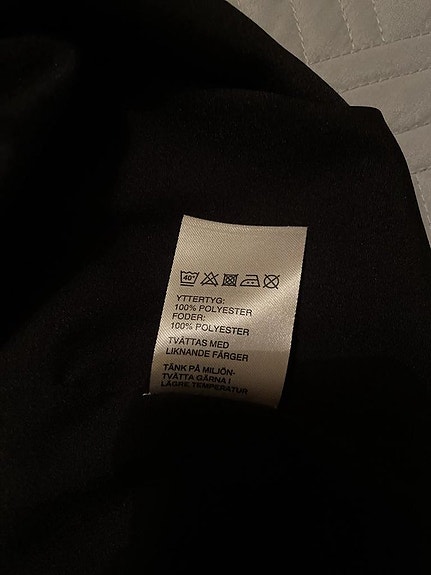 40°
YTTERTYG:
100% POLYESTER
FODER:
100% POLYESTER
TVÄTTAS MED
LIKNANDE FÄRGER
TÄNK PÅ MILJÖN-
TVÄTTA GÄRNA I
LÄGRE TEMPERATUR